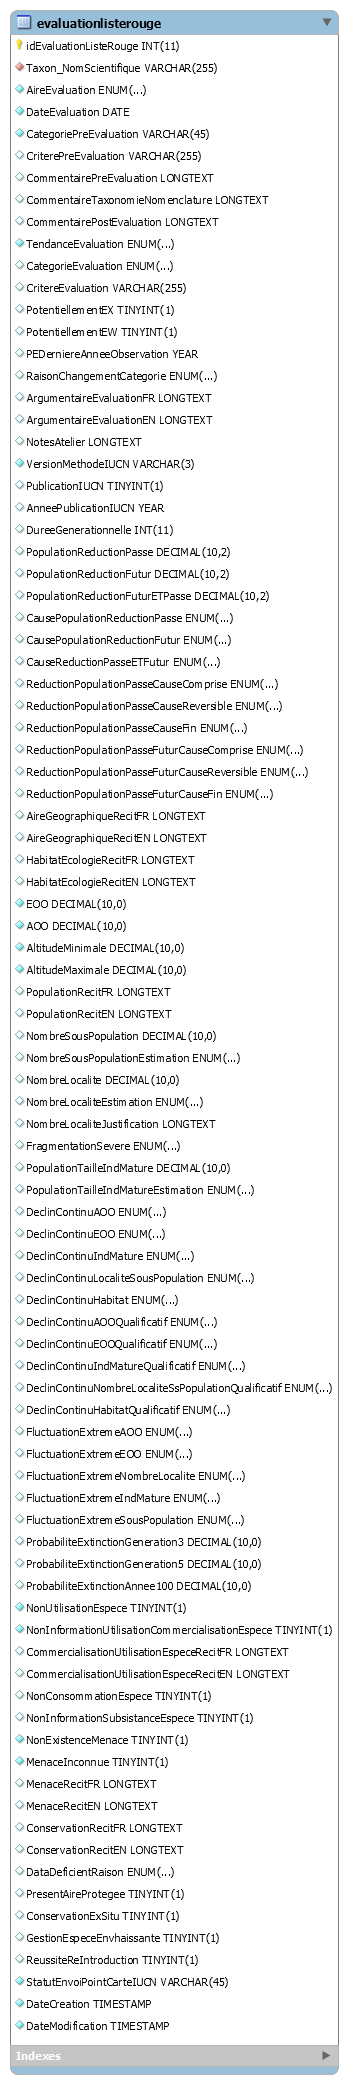 evaluationlisterouge
idEvaluationListeRouge INT(11)
Taxon_NomScientifique VARCHAR(255)
AireEvaluation ENUM(...)
DateEvaluation DATE
CategoriePreEvaluation VARCHAR(45)
CriterePreEvaluation VARCHAR(255)
CommentairePreEvaluation LONGTEXT
CommentaireTaxonomieNomenclature LONGTEXT
CommentairePostEvaluation LONGTEXT
TendanceEvaluation ENUM(...)
CategorieEvaluation ENUM(...)
CritereEvaluation VARCHAR(255)
PotentiellementEX TINYINT(1)
PotentiellementEW TINYINT(1)
PEDerniereAnneeObservation YEAR
RaisonChangementCategorie ENUM(...)
ArgumentaireEvaluationFR LONGTEXT
ArgumentaireEvaluationEN LONGTEXT
NotesAtelier LONGTEXT
VersionMethodeIUCN VARCHAR(3)
PublicationIUCN TINYINT(1)
AnneePublicationIUCN YEAR
DureeGenerationnelle INT(11)
PopulationReductionPasse DECIMAL(10,2)
PopulationReductionFutur DECIMAL(10,2)
PopulationReductionFuturETPasse DECIMAL(10,2)
CausePopulationReductionPasse ENUM(...)
CausePopulationReductionFutur ENUM(...)
CauseReductionPasseETFutur ENUM(...)
ReductionPopulationPasseCauseComprise ENUM(...)
ReductionPopulationPasseCauseReversible ENUM(...)
ReductionPopulationPasseCauseFin ENUM(...)
ReductionPopulationPasseFuturCauseComprise ENUM(...)
ReductionPopulationPasseFuturCauseReversible ENUM(...)
ReductionPopulationPasseFuturCauseFin ENUM(...)
AireGeographiqueRecitFR LONGTEXT
AireGeographiqueRecitEN LONGTEXT
HabitatEcologieRecitFR LONGTEXT
HabitatEcologieRecitEN LONGTEXT
EOO DECIMAL(10,0)
AOO DECIMAL(10,0)
AltitudeMinimale DECIMAL(10,0)
AltitudeMaximale DECIMAL(10,0)
PopulationRecitFR LONGTEXT
PopulationRecitEN LONGTEXT
NombreSousPopulation DECIMAL(10,0)
NombreSousPopulationEstimation ENUM(...)
NombreLocalite DECIMAL(10,0)
NombreLocaliteEstimation ENUM(...)
NombreLocaliteJustification LONGTEXT
FragmentationSevere ENUM(...)
PopulationTailleIndMature DECIMAL(10,0)
PopulationTailleIndMatureEstimation ENUM(...)
DeclinContinuAOO ENUM(...)
DeclinContinuEOO ENUM(...)
DeclinContinuIndMature ENUM(...)
DeclinContinuLocaliteSousPopulation ENUM(...)
DeclinContinuHabitat ENUM(...)
DeclinContinuAOOQualificatif ENUM(...)
DeclinContinuEOOQualificatif ENUM(...)
DeclinContinuIndMatureQualificatif ENUM(...)
DeclinContinuNombreLocaliteSsPopulationQualificatif ENUM(...)
DeclinContinuHabitatQualificatif ENUM(...)
FluctuationExtremeAOO ENUM(...)
FluctuationExtremeEOO ENUM(...)
FluctuationExtremeNombreLocalite ENUM(...)
FluctuationExtremeIndMature ENUM(...)
FluctuationExtremeSousPopulation ENUM(...)
ProbabiliteExtinctionGeneration3 DECIMAL(10,0)
ProbabiliteExtinctionGeneration5 DECIMAL(10,0)
ProbabiliteExtinctionAnnee100 DECIMAL(10,0)
NonUtilisationEspece TINYINT(1)
NonInformationUtilisationCommercialisationEspece TINYINT(1)
CommercialisationUtilisationEspeceRecitFR LONGTEXT
CommercialisationUtilisationEspeceRecitEN LONGTEXT
NonConsommationEspece TINYINT(1)
NonInformationSubsistanceEspece TINYINT(1)
NonExistenceMenace TINYINT(1)
MenaceInconnue TINYINT(1)
MenaceRecitFR LONGTEXT
MenaceRecitEN LONGTEXT
ConservationRecitFR LONGTEXT
ConservationRecitEN LONGTEXT
DataDeficientRaison ENUM(...)
PresentAireProtegee TINYINT(1)
ConservationExSitu TINYINT(1)
GestionEspeceEnvhaissante TINYINT(1)
ReussiteReIntroduction TINYINT(1)
StatutEnvoiPointCarteIUCN VARCHAR(45)
DateCreation TIMESTAMP
DateModification TIMESTAMP
Indexes